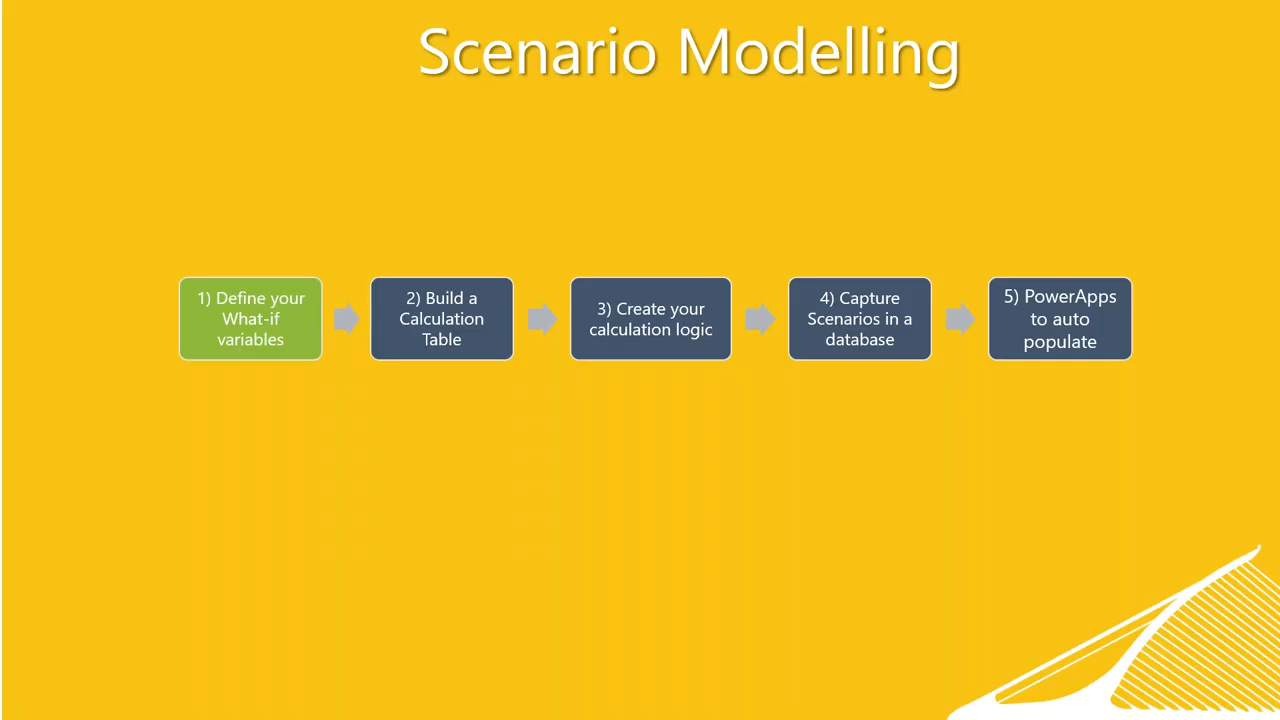 Scenario Modelling
1) Define your
What-if
variables
2) Build a
Calculation
Table
3) Create your
calculation logic
4) Capture
Scenarios in a
database
5) PowerApps
to auto
populate